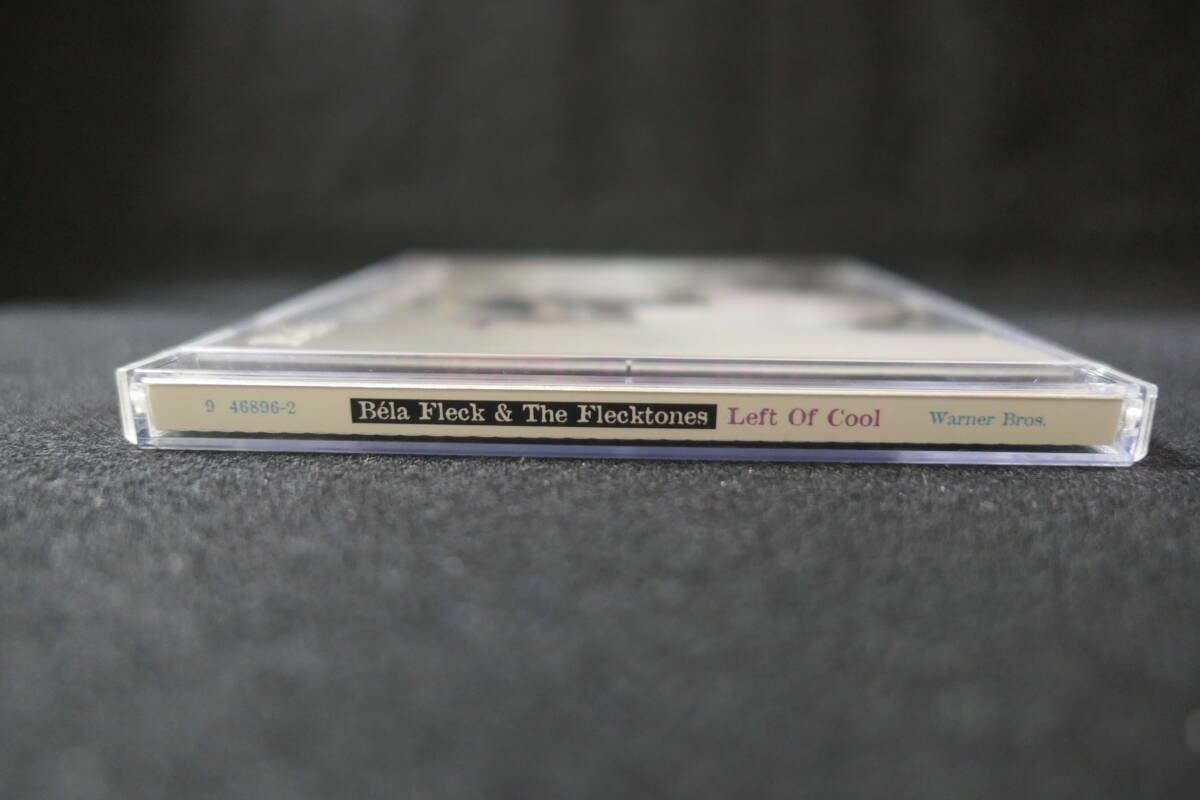 9 46896-2 Béla Fleck & The Flecktones Left Of Cool Warner Bros.